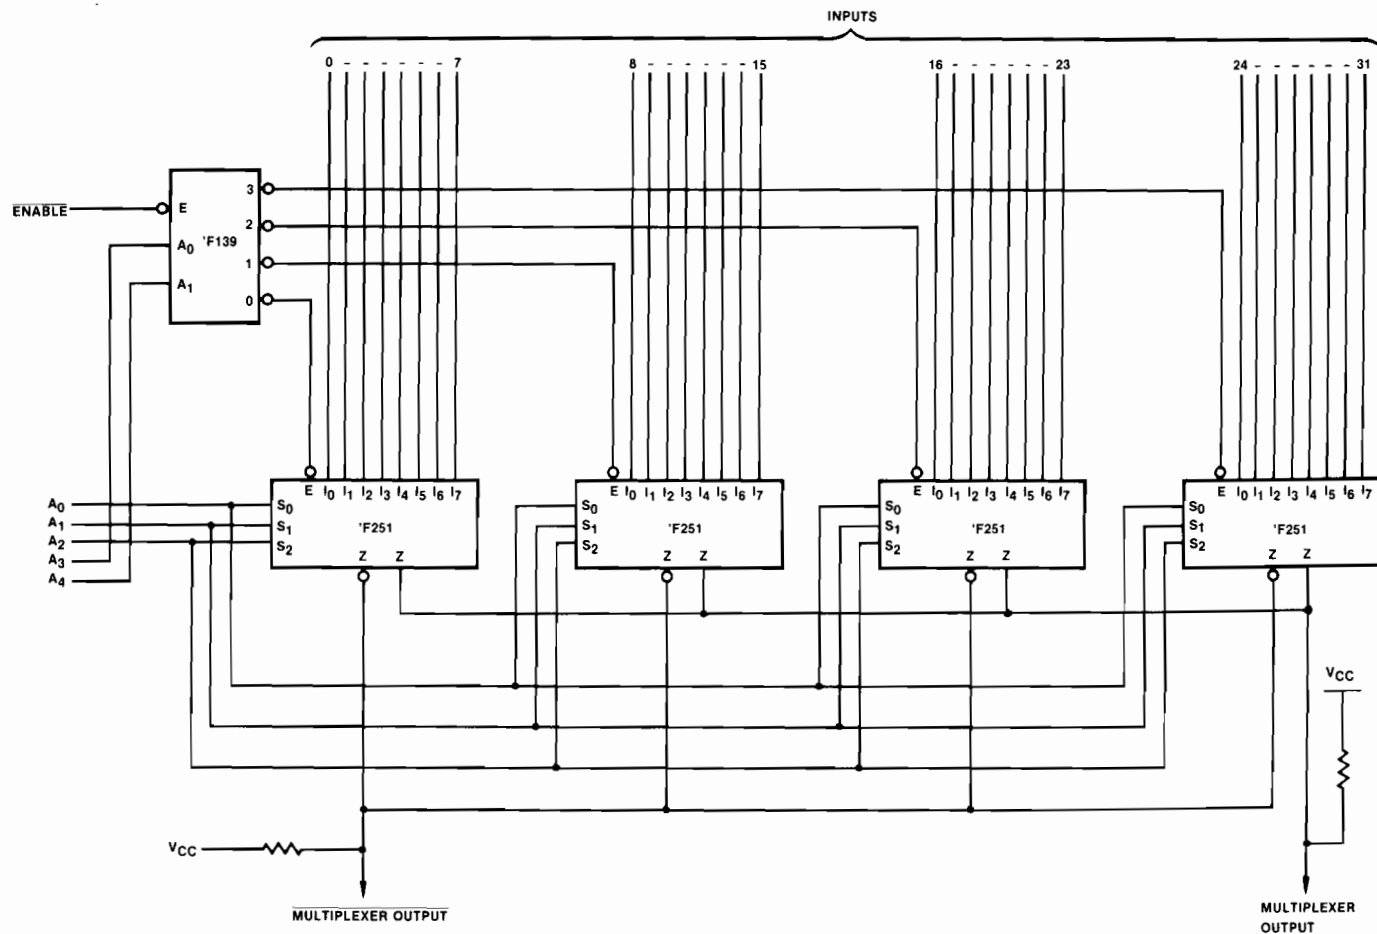 INPUTS
0 - - - - - - 7
8 - - - - - - 15
16 - - - - - - 23
24 - - - - - - 31
ENABLE
E
'F139
A0
A1
3
2
1
0
E I0 I1 I2 I3 I4 I5 I6 I7
S0
S1
S2
'F251
Z Z
E I0 I1 I2 I3 I4 I5 I6 I7
S0
S1
S2
'F251
Z Z
E I0 I1 I2 I3 I4 I5 I6 I7
S0
S1
S2
'F251
Z Z
E I0 I1 I2 I3 I4 I5 I6 I7
S0
S1
S2
'F251
Z Z
A0
A1
A2
A3
A4
VCC
VCC
MULTIPLEXER OUTPUT
MULTIPLEXER
OUTPUT